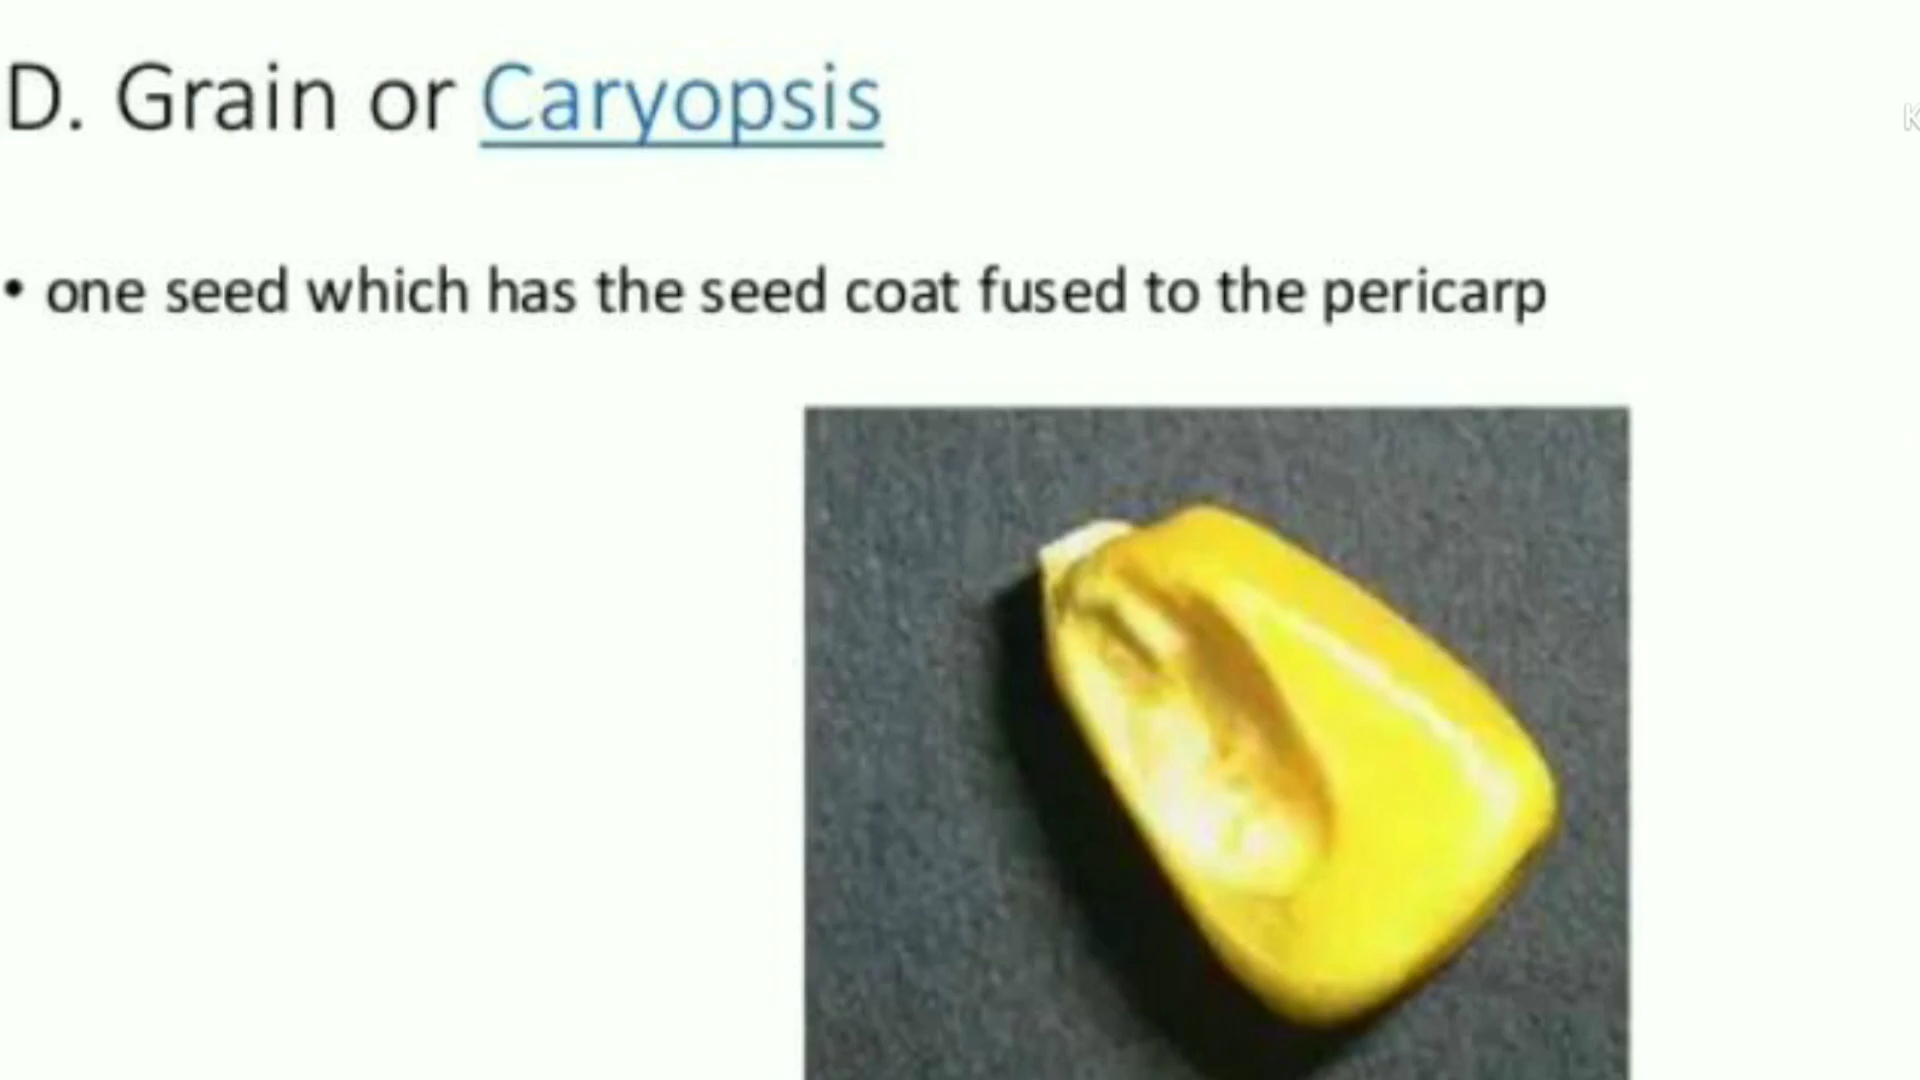 D. Grain or Caryopsis
• one seed which has the seed coat fused to the pericarp